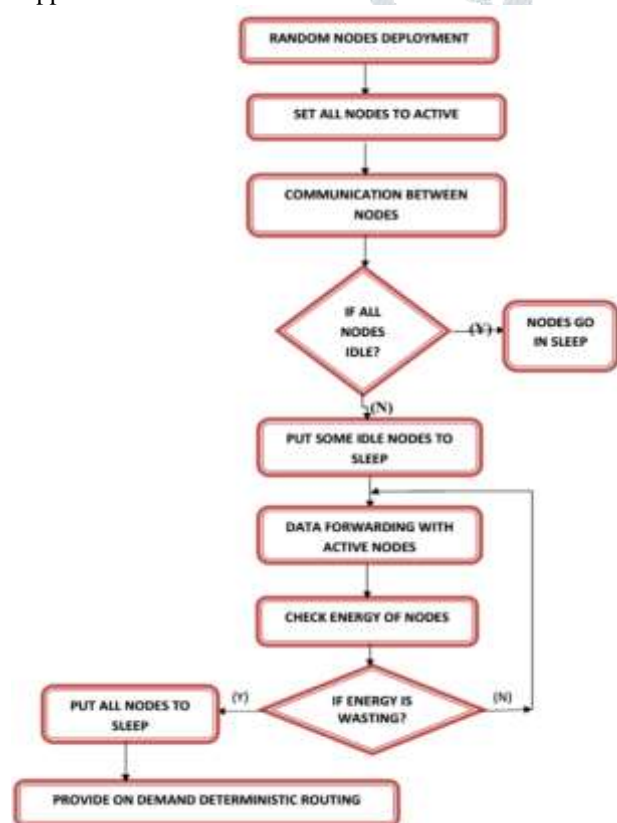 RANDOM NODES DEPLOYMENT
SET ALL NODES TO ACTIVE
COMMUNICATION BETWEEN
NODES
IF ALL
NODES
IDLE?
(Y)
NODES GO
IN SLEEP
(N)
PUT SOME IDLE NODES TO
SLEEP
DATA FORWARDING WITH
ACTIVE NODES
CHECK ENERGY OF NODES
IF ENERGY IS
WASTING?
(Y)
(N)
PUT ALL NODES TO
SLEEP
PROVIDE ON DEMAND DETERMINISTIC ROUTING